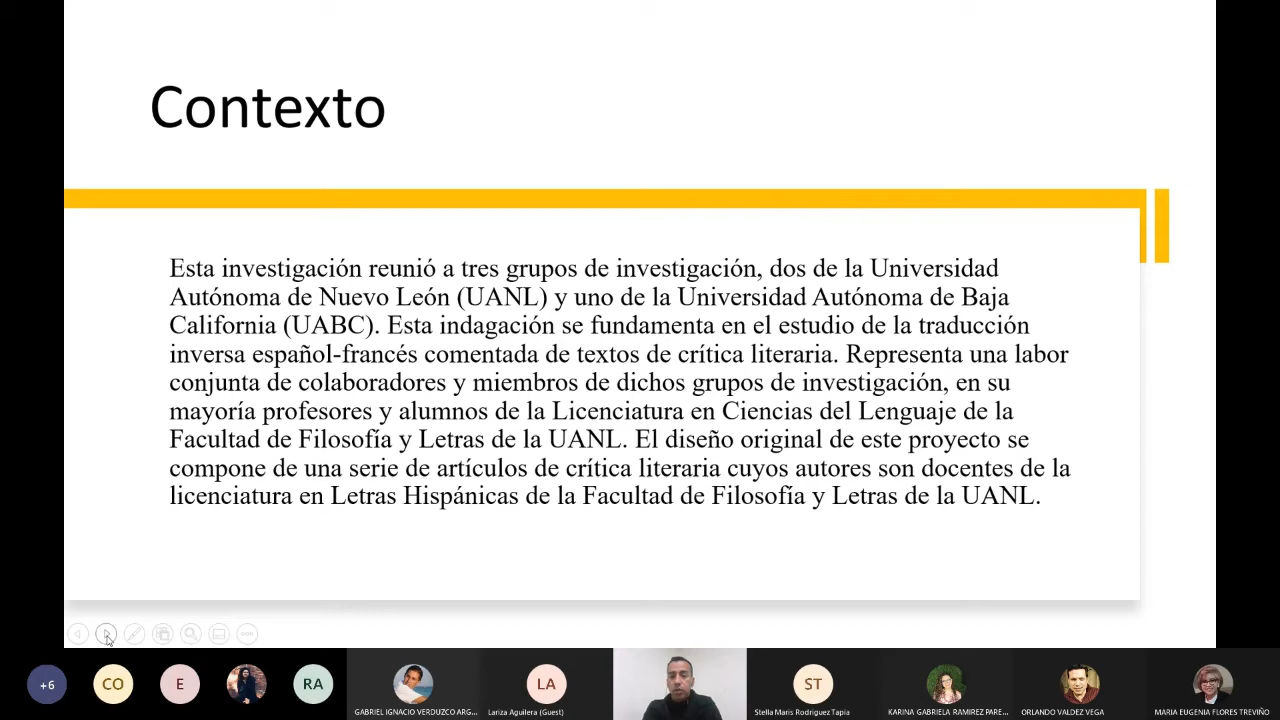 Contexto
Esta investigación reunió a tres grupos de investigación, dos de la Universidad
Autónoma de Nuevo León (UANL) y uno de la Universidad Autónoma de Baja
California (UABC). Esta indagación se fundamenta en el estudio de la traducción
inversa español-francés comentada de textos de crítica literaria. Representa una labor
conjunta de colaboradores y miembros de dichos grupos de investigación, en su
mayoría profesores y alumnos de la Licenciatura en Ciencias del Lenguaje de la
Facultad de Filosofía y Letras de la UANL. El diseño original de este proyecto se
compone de una serie de artículos de crítica literaria cuyos autores son docentes de la
licenciatura en Letras Hispánicas de la Facultad de Filosofía y Letras de la UANL.
+6
CO
E
RA
LA
ST
GABRIEL IGNACIO VERDUZCO ARG...
Lariza Aguilera (Guest)
Stella Maris Rodriguez Tapia
KARINA GABRIELA RAMIREZ PARE...
ORLANDO VALDEZ VEGA
MARIA EUGENIA FLORES TREVIÑO